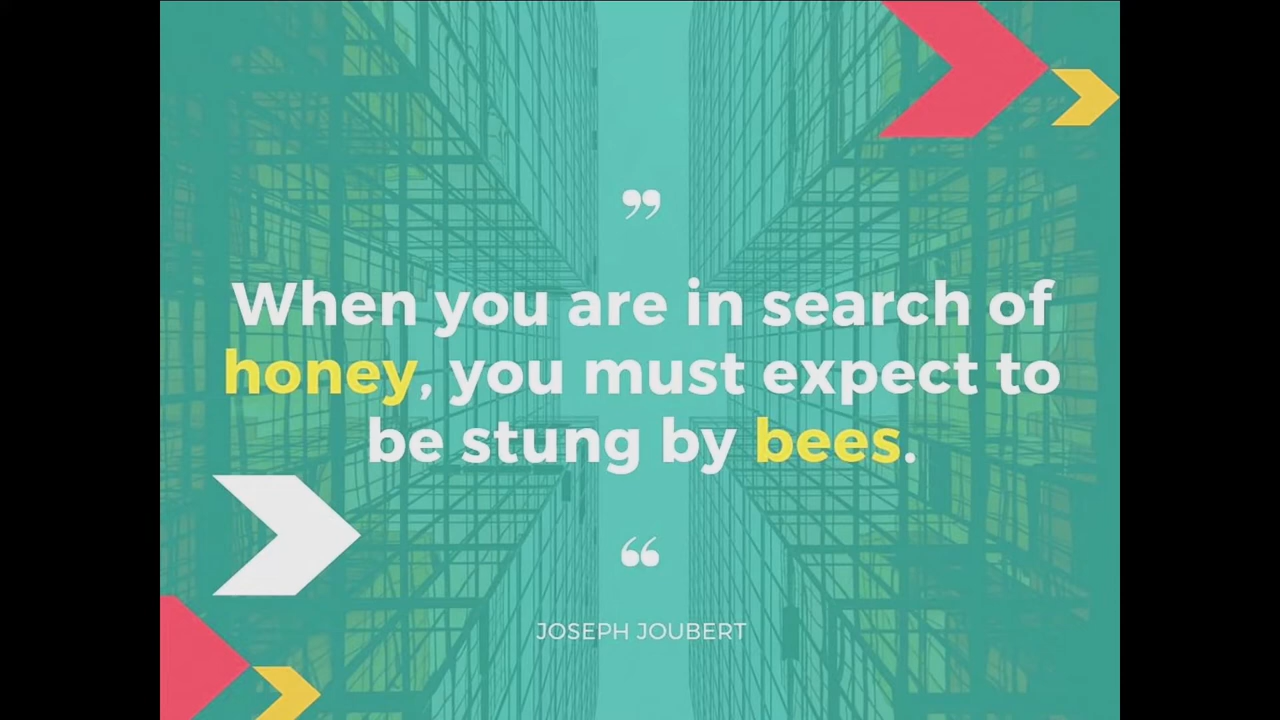 ”
When you are in search of
honey, you must expect to
be stung by bees.
“
JOSEPH JOUBERT